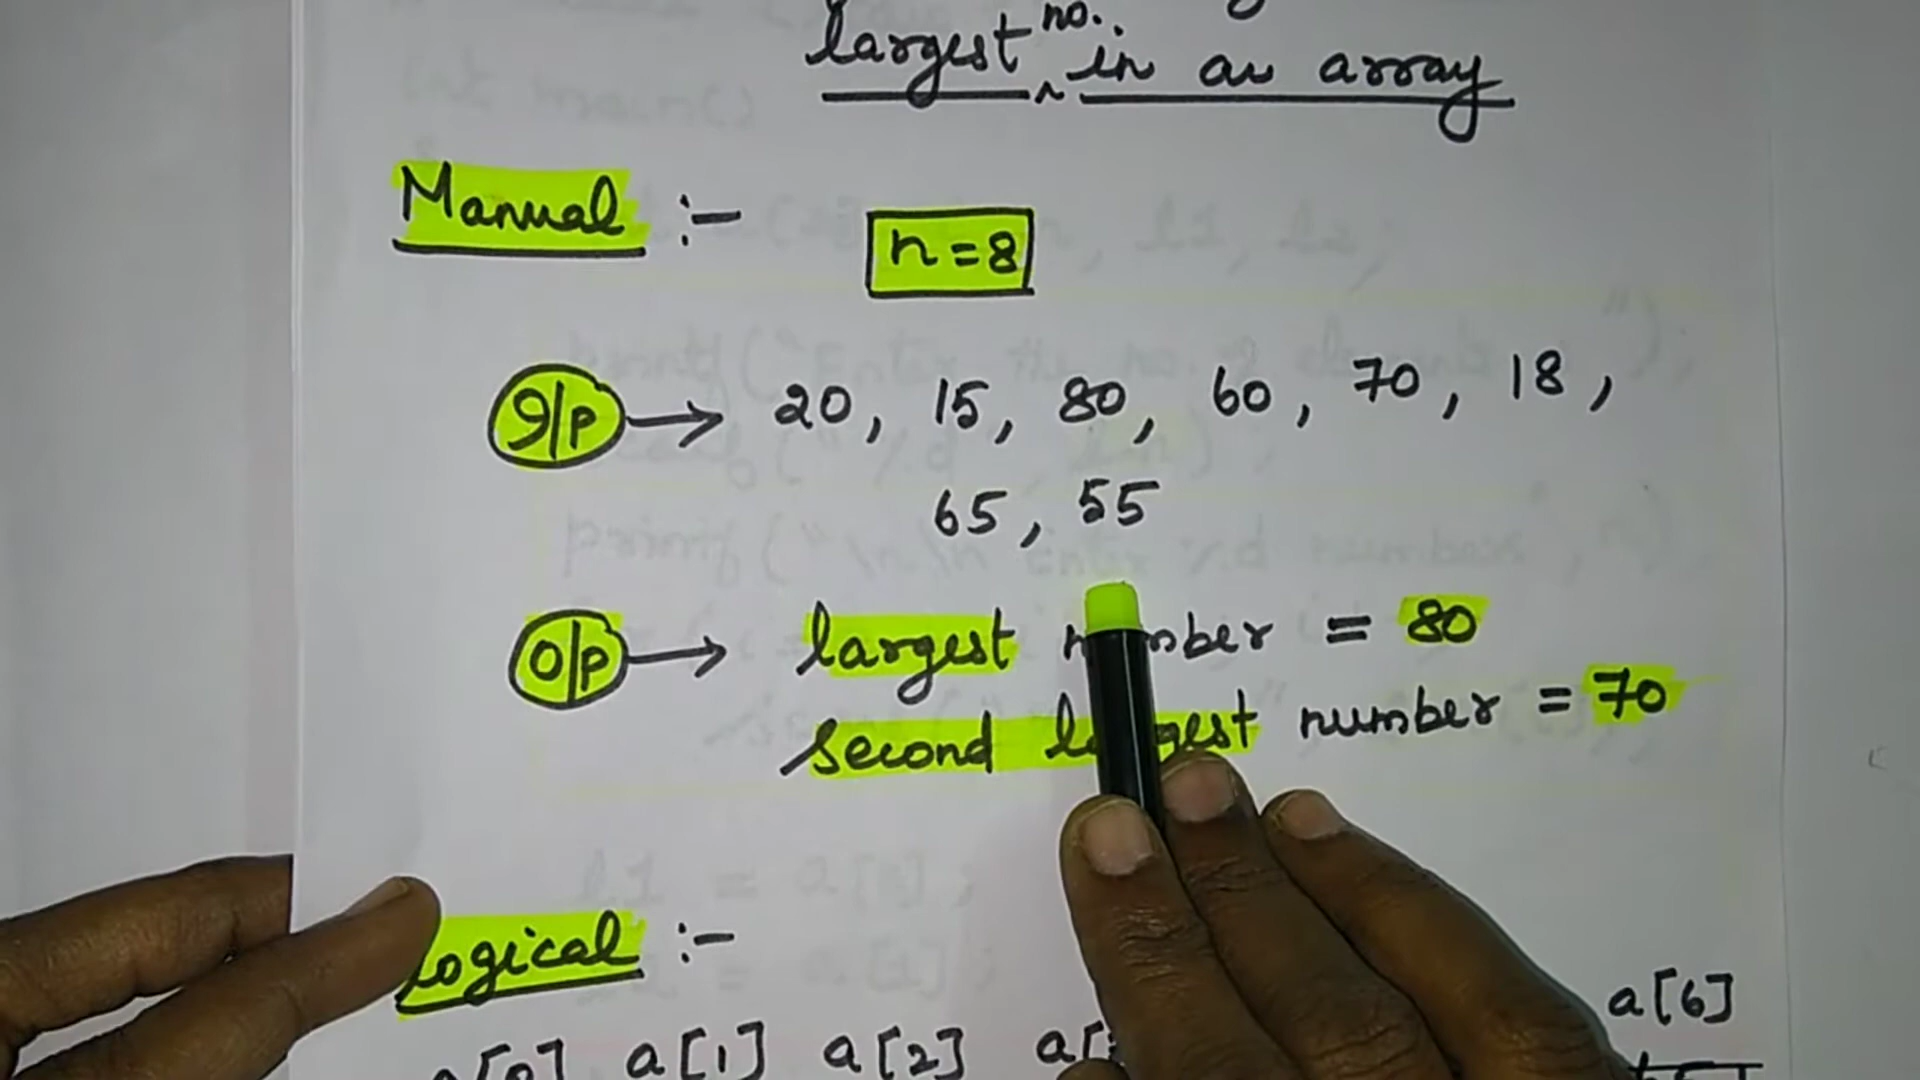 largest no. in an array
Manual :-
n=8
I/p → 20, 15, 80, 60, 70, 18,
65, 55
O/p → largest number = 80
second largest number = 70
Logical :-
a[0] a[1] a[2] a[6]